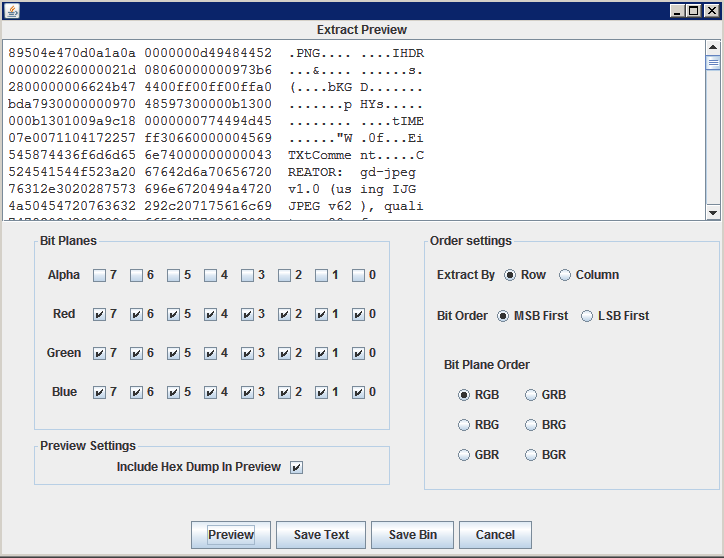 Extract Preview
89504e470d0a1a0a 0000000d49484452 .PNG.... ....IHDR
000002260000021d 08060000000973b6 ...&.... ......s.
2800000006624b47 4400ff00ff00ffa0 (....bKG D.......
bda7930000000970 48597300000b1300 .......p HYs.....
000b1301009a9c18 0000000774494d45 ........ ....tIME
07e0071104172257 ff30660000004569 ......"W .0f...Ei
545874436f6d6d65 6e74000000000043 TXtComme nt.....C
524541544f523a20 67642d6a70656720 REATOR: gd-jpeg
76312e3020287573 696e6720494a4720 v1.0 (us ing IJG
4a50454720763632 292c207175616c69 JPEG v62 ), quali
Bit Planes
Alpha 7 6 5 4 3 2 1 0
Red 7 6 5 4 3 2 1 0
Green 7 6 5 4 3 2 1 0
Blue 7 6 5 4 3 2 1 0
Preview Settings
Include Hex Dump In Preview
Order settings
Extract By Row Column
Bit Order MSB First LSB First
Bit Plane Order
RGB GRB
RBG BRG
GBR BGR
Preview Save Text Save Bin Cancel